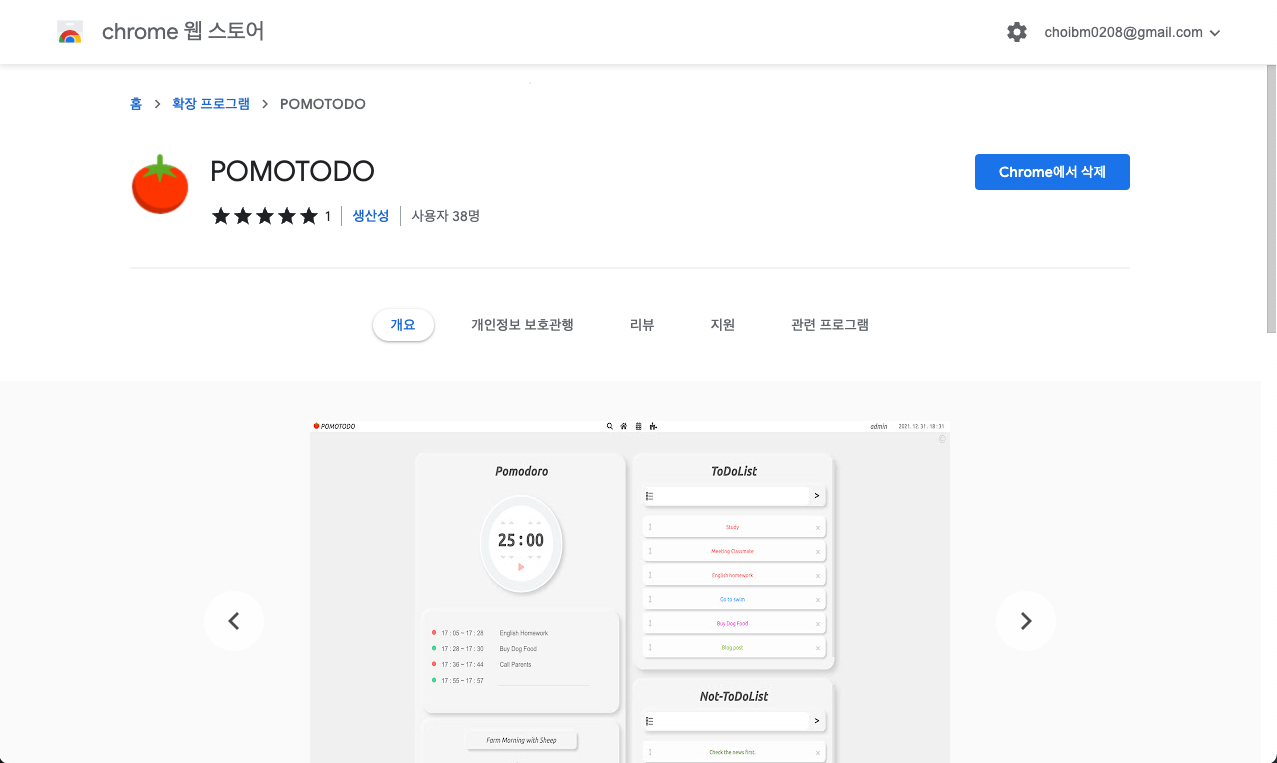 chrome 웹 스토어
choibm0208@gmail.com
홈 > 확장 프로그램 > POMOTODO
POMOTODO
Chrome에서 삭제
1 생산성 사용자 38명
개요 개인정보 보호관행 리뷰 지원 관련 프로그램
POMOTODO admin 2021. 12. 31. 18 : 31
Pomodoro
25 : 00
17 : 05 ~ 17 : 28 English Homework
17 : 28 ~ 17 : 30 Buy Dog Food
17 : 36 ~ 17 : 44 Call Parents
17 : 55 ~ 17 : 57
Farm Morning with Sheep
ToDoList
>
Study ×
Meeting Classmate ×
English homework ×
Go to swim ×
Buy Dog Food ×
Blog post ×
Not-ToDoList
>
Check the news first. ×